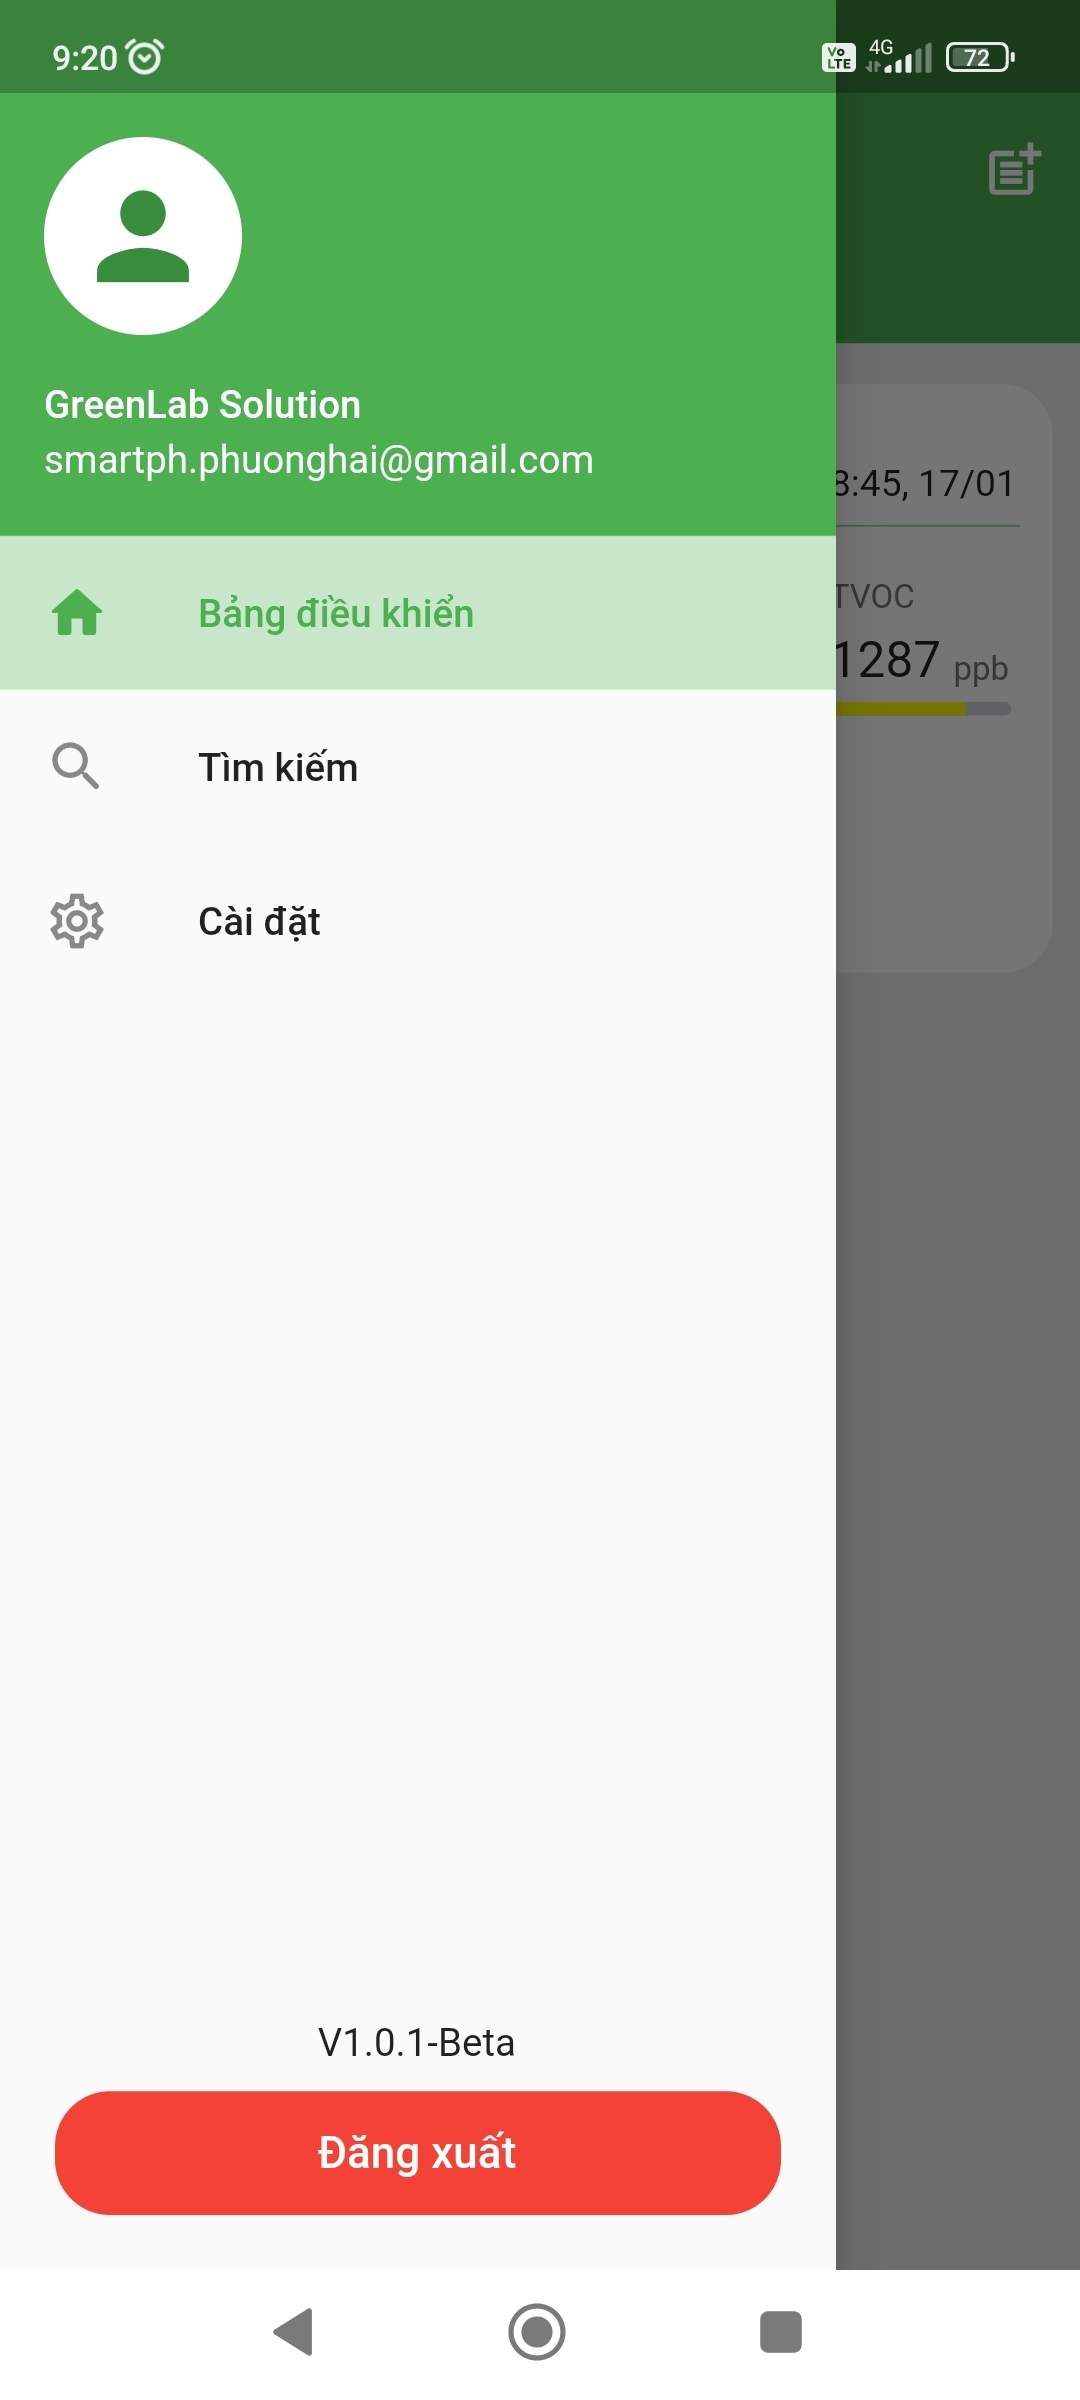 9:20
Vo LTE
4G
72
GreenLab Solution
smartph.phuonghai@gmail.com
:45, 17/01
Bảng điều khiển
TVOC
1287 ppb
Tìm kiếm
Cài đặt
V1.0.1-Beta
Đăng xuất